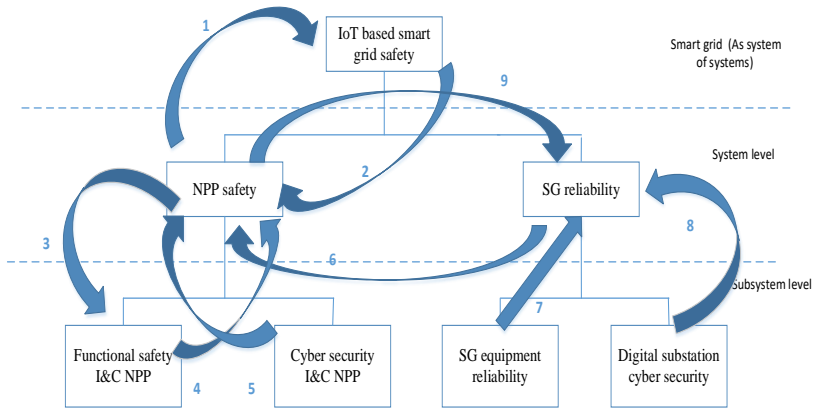 1
IoT based smart
grid safety
Smart grid  (As system
of systems)
9
2
System level
NPP safety
SG reliability
3
8
6
Subsystem level
7
Functional safety
I&C NPP
Cyber security
I&C NPP
SG equipment
reliability
Digital substation
cyber security
4
5